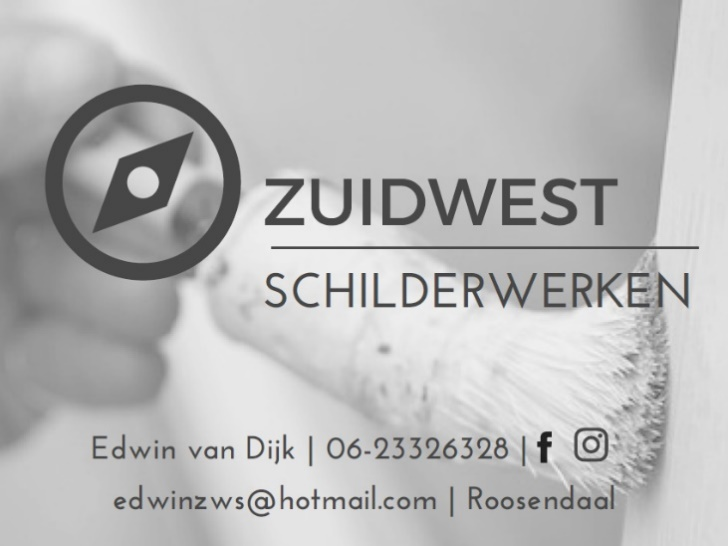 ZUIDWEST
SCHILDERWERKEN
Edwin van Dijk | 06-23326328 |
edwinzws@hotmail.com | Roosendaal